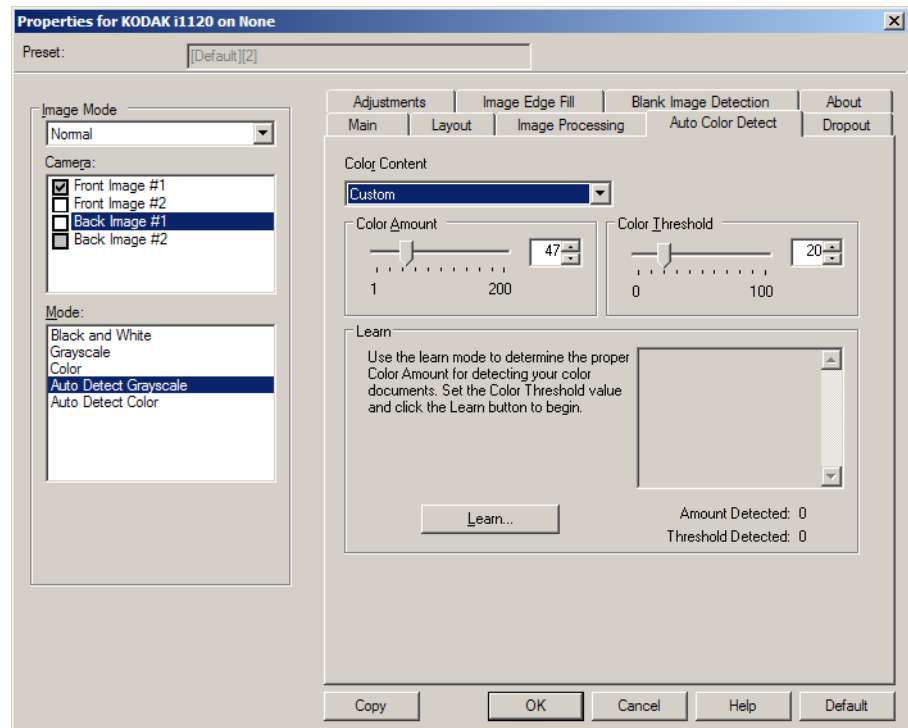 Properties for KODAK i1120 on None
Preset: [Default][2]
Image Mode
Normal
Camera:
Front Image #1
Front Image #2
Back Image #1
Back Image #2
Mode:
Black and White
Grayscale
Color
Auto Detect Grayscale
Auto Detect Color
Adjustments Image Edge Fill Blank Image Detection About
Main Layout Image Processing Auto Color Detect Dropout
Color Content
Custom
Color Amount
47
1 200
Color Threshold
20
0 100
Learn
Use the learn mode to determine the proper
Color Amount for detecting your color
documents. Set the Color Threshold value
and click the Learn button to begin.
Learn...
Amount Detected: 0
Threshold Detected: 0
Copy OK Cancel Help Default